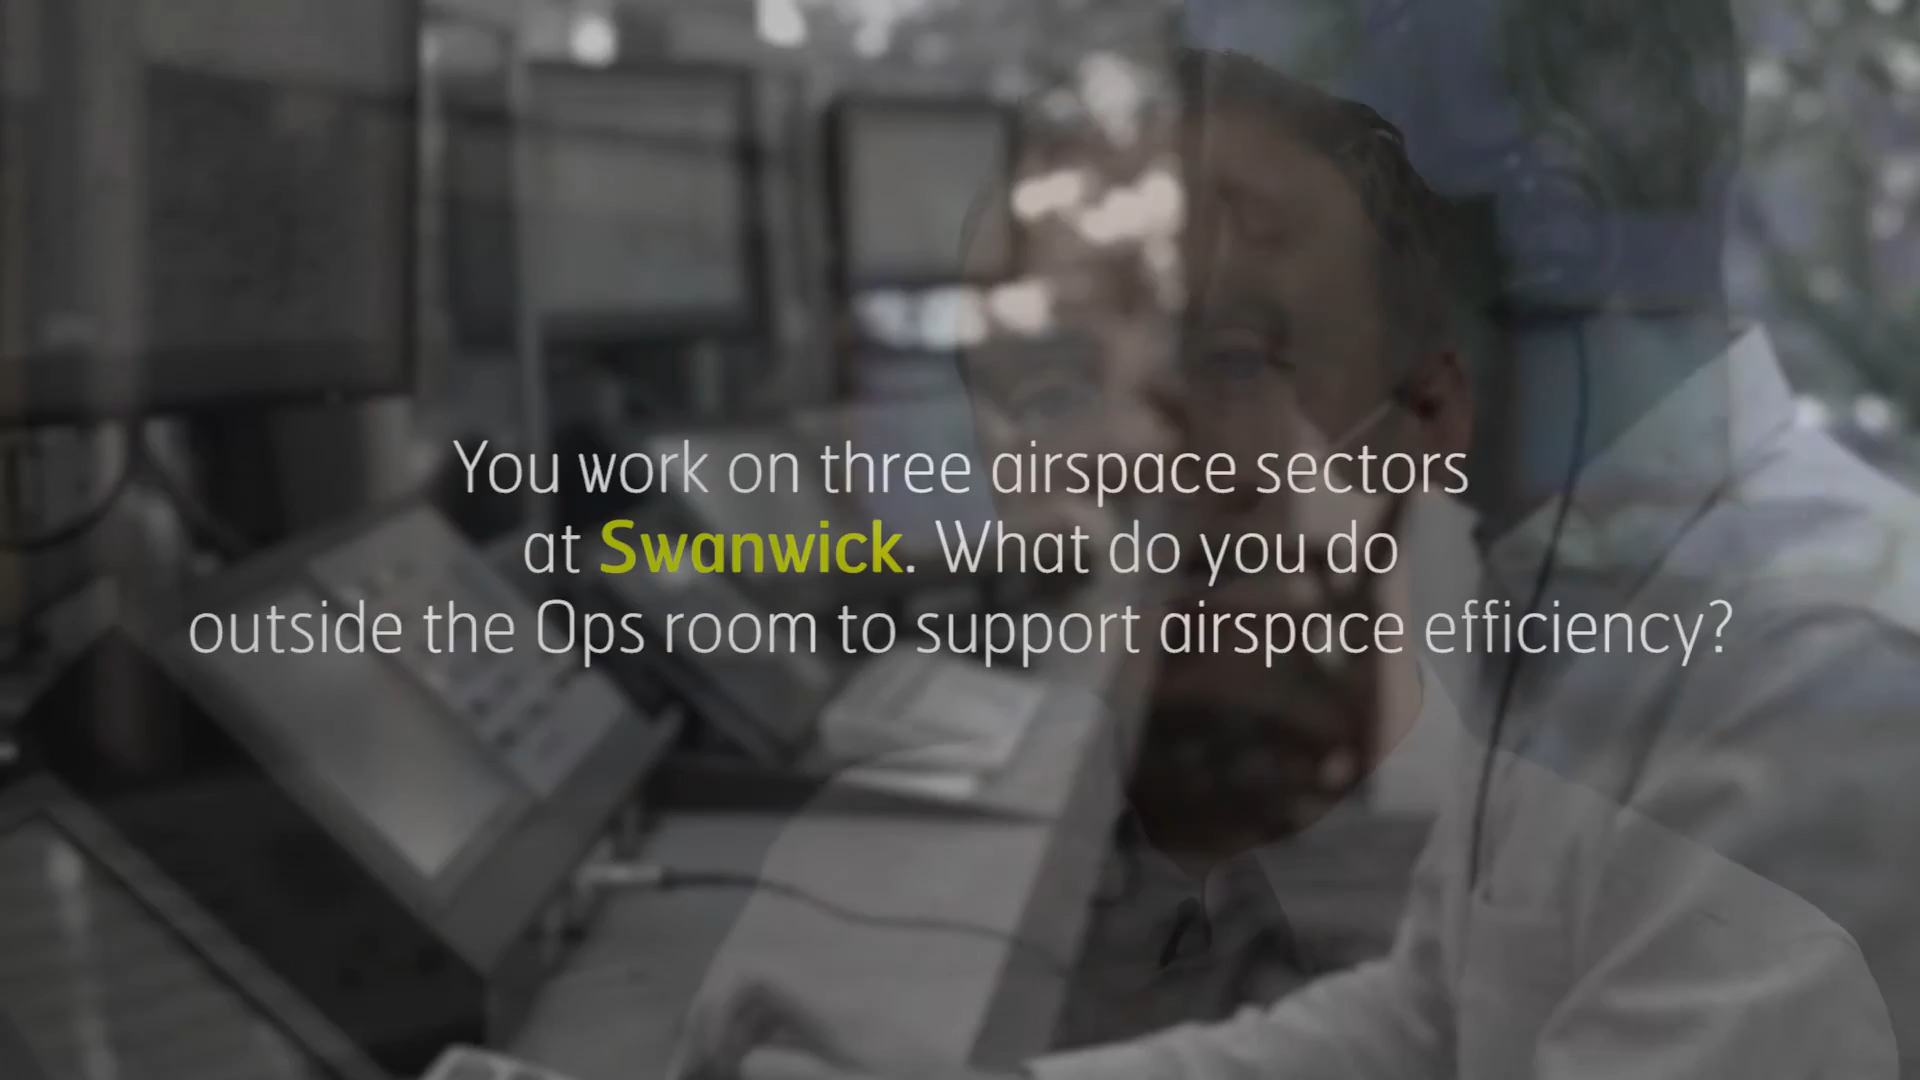 You work on three airspace sectors
at Swanwick. What do you do
outside the Ops room to support airspace efficiency?